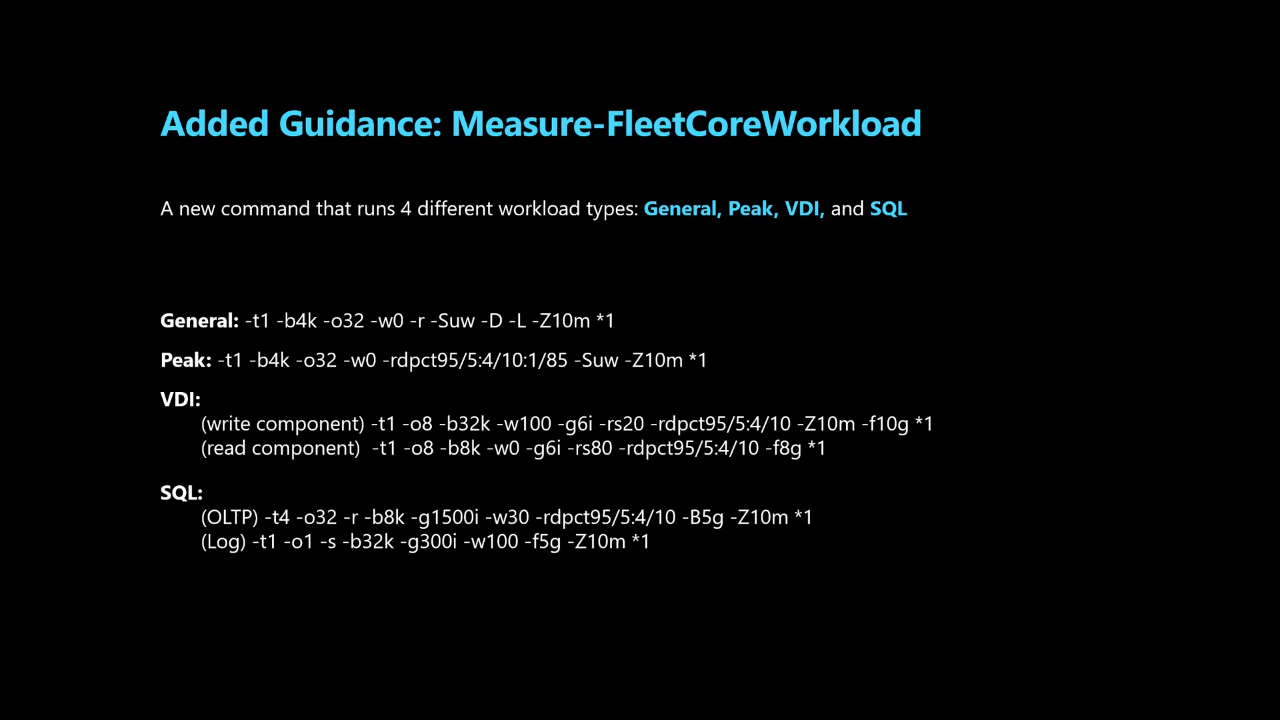 Added Guidance: Measure-FleetCoreWorkload
A new command that runs 4 different workload types: General, Peak, VDI, and SQL
General: -t1 -b4k -o32 -w0 -r -Suw -D -L -Z10m *1
Peak: -t1 -b4k -o32 -w0 -rdpct95/5:4/10:1/85 -Suw -Z10m *1
VDI:
(write component) -t1 -o8 -b32k -w100 -g6i -rs20 -rdpct95/5:4/10 -Z10m -f10g *1
(read component) -t1 -o8 -b8k -w0 -g6i -rs80 -rdpct95/5:4/10 -f8g *1
SQL:
(OLTP) -t4 -o32 -r -b8k -g1500i -w30 -rdpct95/5:4/10 -B5g -Z10m *1
(Log) -t1 -o1 -s -b32k -g300i -w100 -f5g -Z10m *1